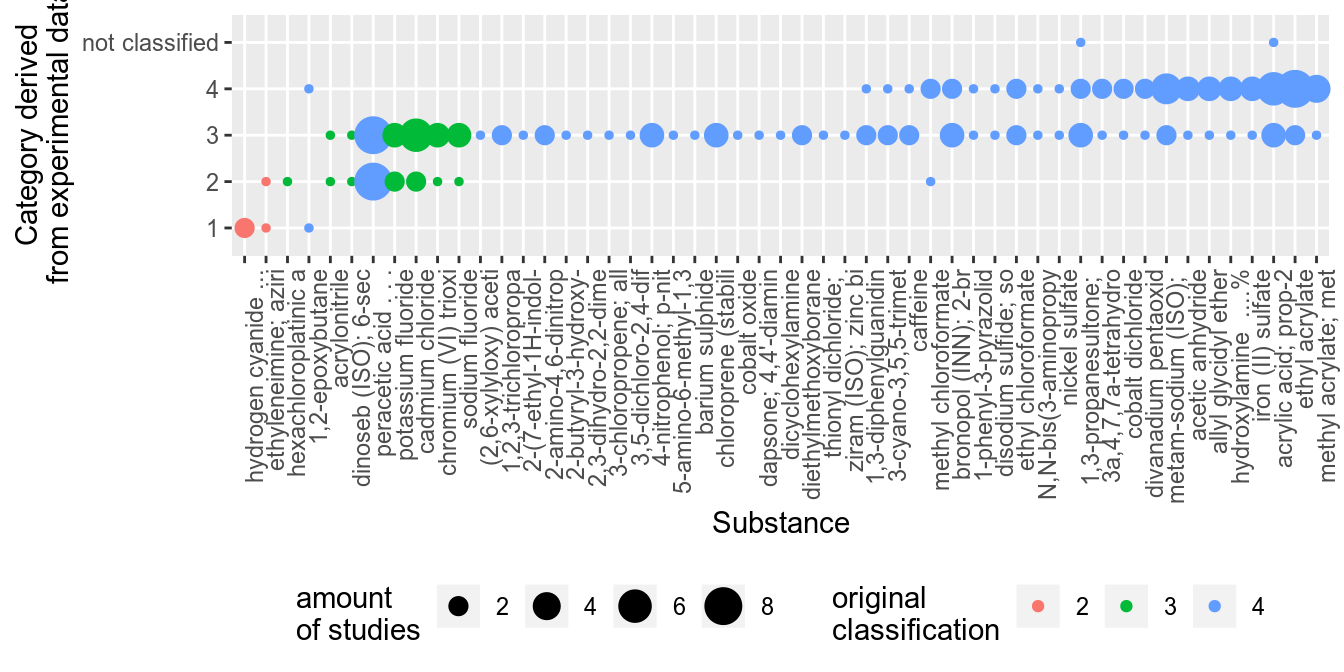 Category derived
from experimental data
not classified
4
3
2
1
hydrogen cyanide ...
ethyleneimine; aziri
hexachloroplatinic a
1,2-epoxybutane
acrylonitrile
dinoseb (ISO); 6-sec
peracetic acid ... .
potassium fluoride
cadmium chloride
chromium (VI) trioxi
sodium fluoride
(2,6-xylyloxy) aceti
1,2,3-trichloropropa
2-(7-ethyl-1H-indol-
2-amino-4,6-dinitrop
2-butyryl-3-hydroxy-
2,3-dihydro-2,2-dime
3-chloropropene; all
3,5-dichloro-2,4-dif
4-nitrophenol; p-nit
5-amino-6-methyl-1,3
barium sulphide
chloroprene (stabili
cobalt oxide
dapsone; 4,4'-diamin
dicyclohexylamine
diethylmethoxyborane
thionyl dichloride;
ziram (ISO); zinc bi
1,3-diphenylguanidin
3-cyano-3,5,5-trimet
caffeine
methyl chloroformate
bronopol (INN); 2-br
1-phenyl-3-pyrazolid
disodium sulfide; so
ethyl chloroformate
N,N-bis(3-aminopropy
nickel sulfate
1,3-propanesultone;
3a,4,7,7a-tetrahydro
cobalt dichloride
divanadium pentaoxid
metam-sodium (ISO);
acetic anhydride
allyl glycidyl ether
hydroxylamine ....%
iron (II) sulfate
acrylic acid; prop-2
ethyl acrylate
methyl acrylate; met
Substance
amount
of studies
2
4
6
8
original
classification
2
3
4